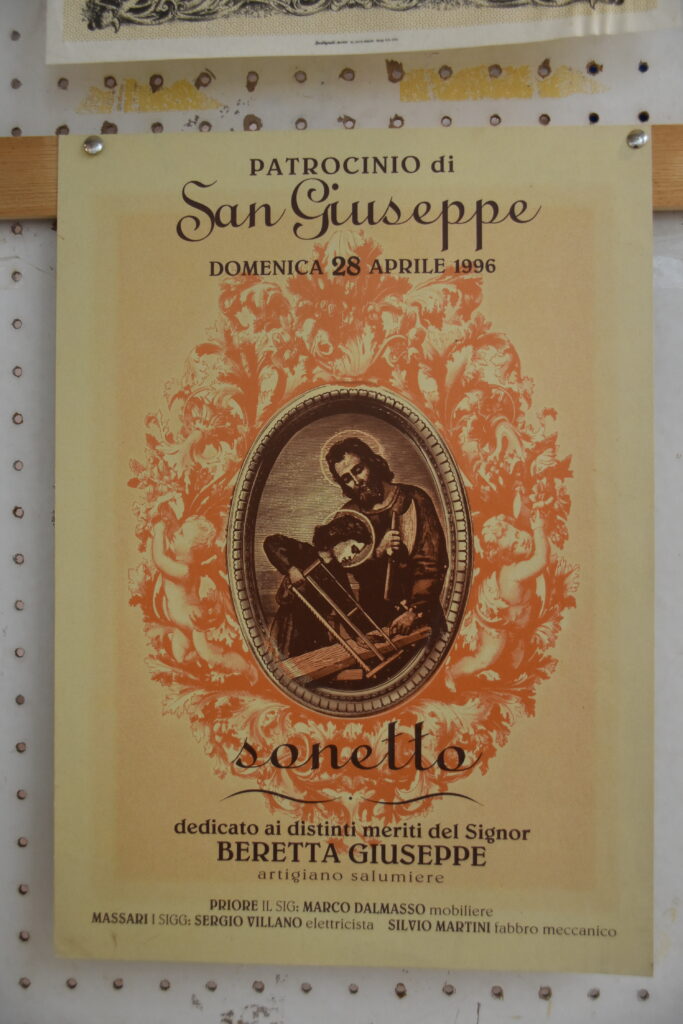 PATROCINIO di
San Giuseppe
DOMENICA 28 APRILE 1996
sonetto
dedicato ai distinti meriti del Signor
BERETTA GIUSEPPE
artigiano salumiere
PRIORE IL SIG: MARCO DALMASSO mobiliere
MASSARI I SIGG: SERGIO VILLANO elettricista SILVIO MARTINI fabbro meccanico